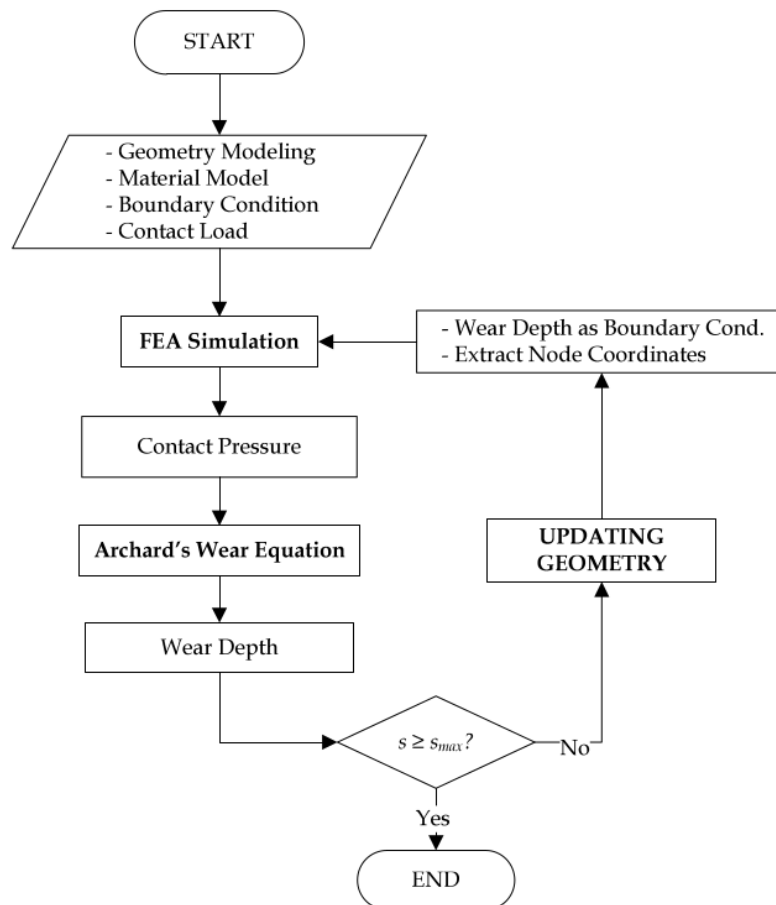 START
- Geometry Modeling
- Material Model
- Boundary Condition
- Contact Load
FEA Simulation
- Wear Depth as Boundary Cond.
- Extract Node Coordinates
Contact Pressure
Archard's Wear Equation
UPDATING
GEOMETRY
Wear Depth
s ≥ s_max?
No
Yes
END